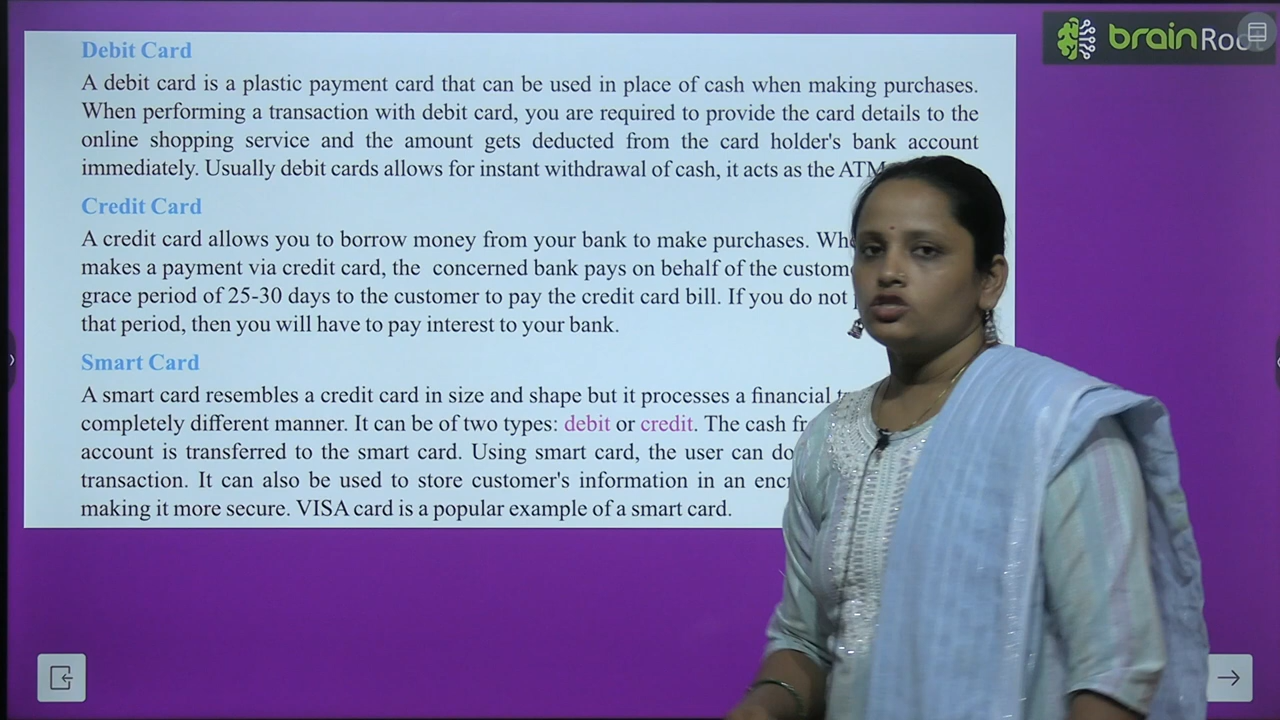 brainRoot
Debit Card
A debit card is a plastic payment card that can be used in place of cash when making purchases.
When performing a transaction with debit card, you are required to provide the card details to the
online shopping service and the amount gets deducted from the card holder's bank account
immediately. Usually debit cards allows for instant withdrawal of cash, it acts as the ATM
Credit Card
A credit card allows you to borrow money from your bank to make purchases.
makes a payment via credit card, the concerned bank pays on behalf of the
grace period of 25-30 days to the customer to pay the credit card bill. If you do not
that period, then you will have to pay interest to your bank.
Smart Card
A smart card resembles a credit card in size and shape but it processes a financial
completely different manner. It can be of two types: debit or credit. The cash
account is transferred to the smart card. Using smart card, the user can do
transaction. It can also be used to store customer's information in an
making it more secure. VISA card is a popular example of a smart card.